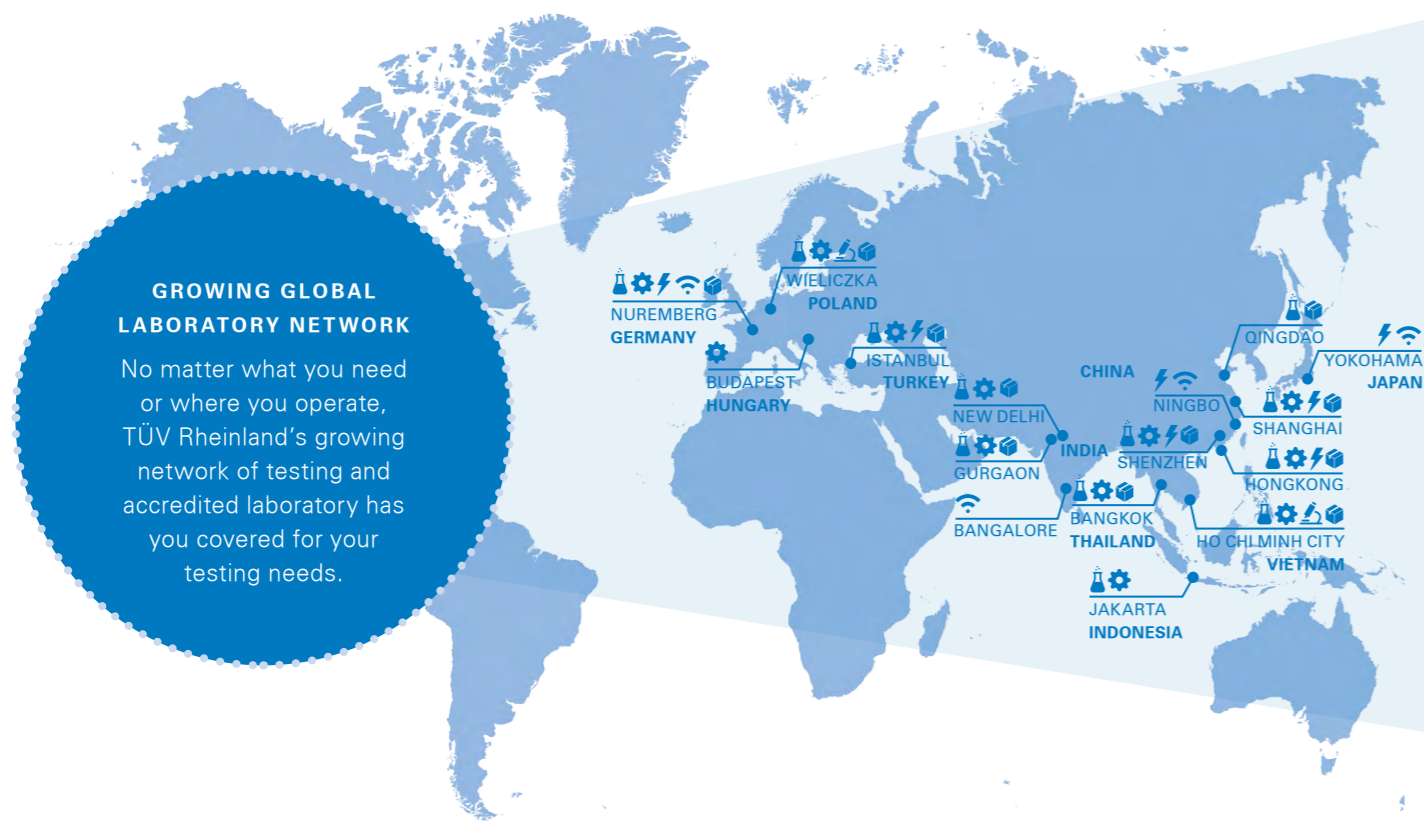 GROWING GLOBAL
LABORATORY NETWORK
No matter what you need
or where you operate,
TÜV Rheinland's growing
network of testing and
accredited laboratory has
you covered for your
testing needs.
NUREMBERG
GERMANY
WIELICZKA
POLAND
BUDAPEST
HUNGARY
ISTANBUL
TURKEY
NEW DELHI
GURGAON
INDIA
BANGALORE
CHINA
QINGDAO
YOKOHAMA
JAPAN
NINGBO
SHANGHAI
SHENZHEN
HONGKONG
BANGKOK
THAILAND
HO CHI MINH CITY
VIETNAM
JAKARTA
INDONESIA